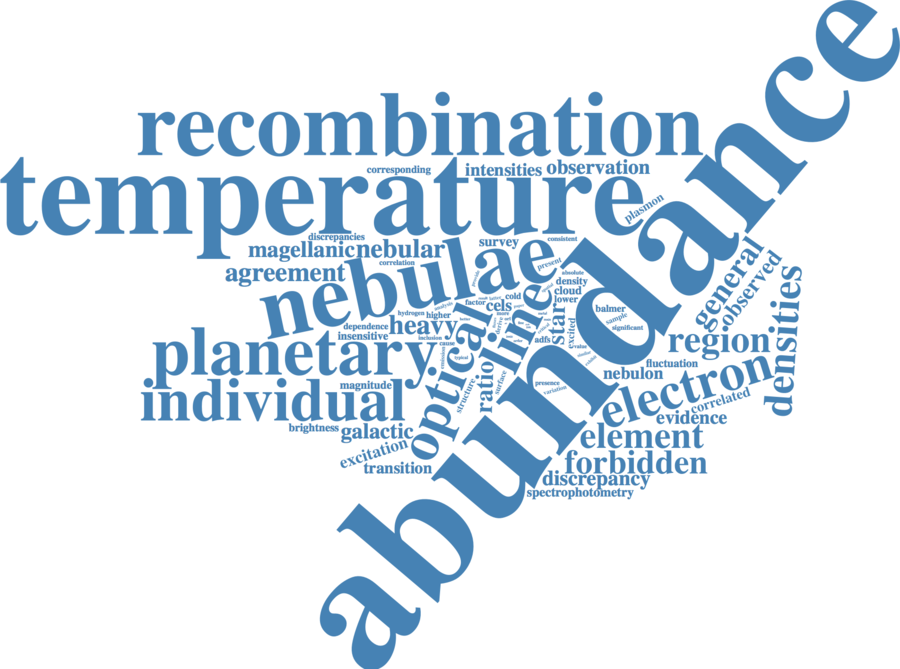 abundance
recombination
temperature
corresponding
intensities
observation
plasmon
discrepancies
magellanic
nebular
survey
consistent
correlation
agreement
nebulae
present
absolute
density
cloud
lower
general
observed
densities
factor
cold
cels
hydrogen
higher
heavy
dependence
insensitive
inclusion
cause
planetary
optical
line
ratio
star
excited
balmer
sample
significant
adfs
region
typical
individual
magnitude
structure
surface
presence
variation
fluctuation
nebulon
electron
correlated
evidence
brightness
galactic
excitation
transition
element
forbidden
discrepancy
spectrophotometry